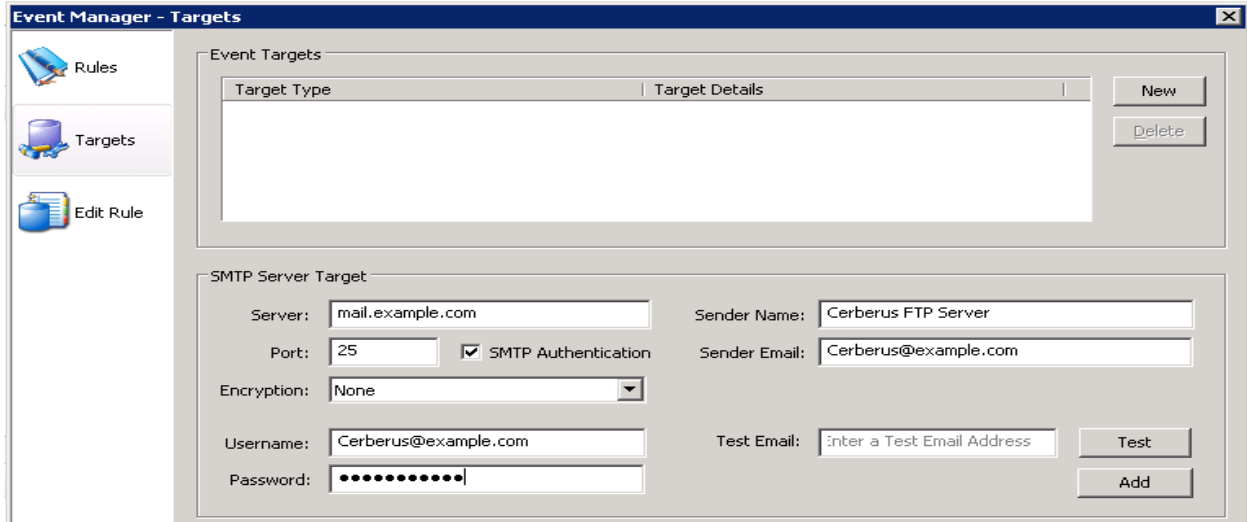 Event Manager - Targets
Rules
Targets
Edit Rule
Event Targets
Target Type Target Details
New
Delete
SMTP Server Target
Server: mail.example.com Sender Name: Cerberus FTP Server
Port: 25 SMTP Authentication Sender Email: Cerberus@example.com
Encryption: None
Username: Cerberus@example.com Test Email: Enter a Test Email Address Test
Password: ●●●●●●●●●●● Add